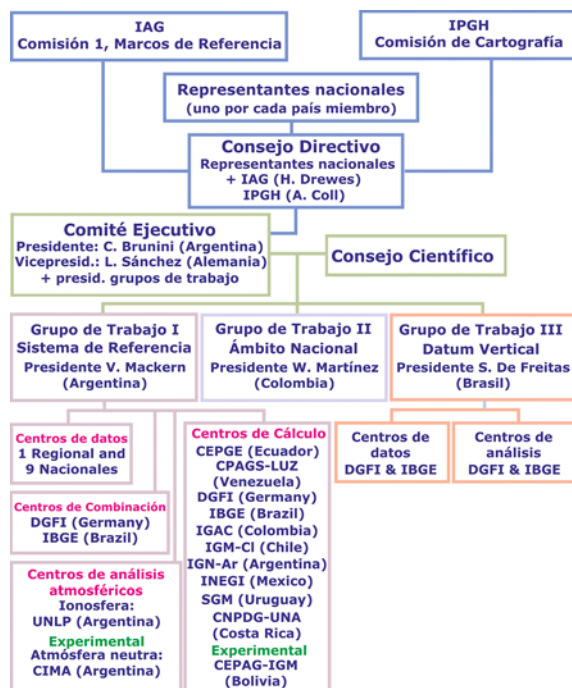 IAG
Comisión 1, Marcos de Referencia
IPGH
Comisión de Cartografía
Representantes nacionales
(uno por cada país miembro)
Consejo Directivo
Representantes nacionales
+ IAG (H. Drewes)
IPGH (A. Coll)
Comité Ejecutivo
Presidente: C. Brunini (Argentina)
Vicepresid.: L. Sánchez (Alemania)
+ presid. grupos de trabajo
Consejo Científico
Grupo de Trabajo I
Sistema de Referencia
Presidente V. Mackern
(Argentina)
Grupo de Trabajo II
Ámbito Nacional
Presidente W. Martínez
(Colombia)
Grupo de Trabajo III
Datum Vertical
Presidente S. De Freitas
(Brasil)
Centros de datos
1 Regional and
9 Nacionales
Centros de Combinación
DGFI (Germany)
IBGE (Brazil)
Centros de análisis
atmosféricos
Ionosfera:
UNLP (Argentina)
Experimental
Atmósfera neutra:
CIMA (Argentina)
Centros de Cálculo
CEPGE (Ecuador)
CPAGS-LUZ
(Venezuela)
DGFI (Germany)
IBGE (Brazil)
IGAC (Colombia)
IGM-Cl (Chile)
IGN-Ar (Argentina)
INEGI (Mexico)
SGM (Uruguay)
CNPDG-UNA
(Costa Rica)
Experimental
CEPAG-IGM
(Bolivia)
Centros de
datos
DGFI & IBGE
Centros de
análisis
DGFI & IBGE